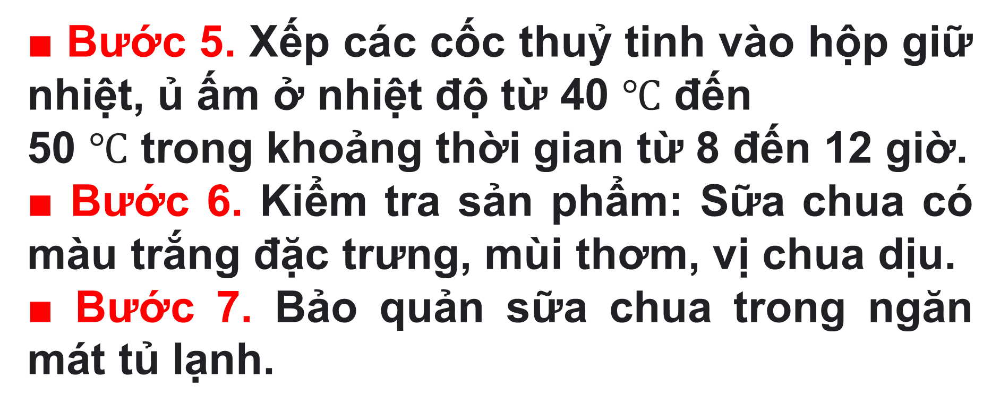 ■ Bước 5. Xếp các cốc thuỷ tinh vào hộp giữ
nhiệt, ủ ấm ở nhiệt độ từ 40 ℃ đến
50 ℃ trong khoảng thời gian từ 8 đến 12 giờ.
■ Bước 6. Kiểm tra sản phẩm: Sữa chua có
màu trắng đặc trưng, mùi thơm, vị chua dịu.
■ Bước 7. Bảo quản sữa chua trong ngăn
mát tủ lạnh.